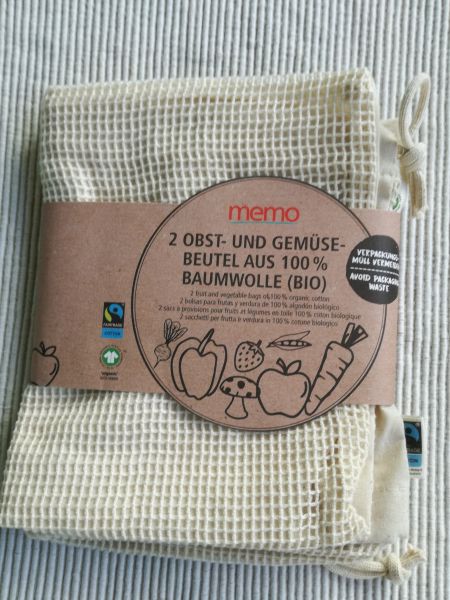 memo
2 OBST- UND GEMÜSE-
BEUTEL AUS 100 %
BAUMWOLLE (BIO)
2 fruit and vegetable bags of 100% organic cotton
2 bolsas para frutas y verdura de 100% algodón biológico
2 sacs à provisions pour fruits et légumes en toile 100 % coton biologique
2 sacchetti per frutta e verdura in 100% cotone biologico
VERPACKUNGS-
MÜLL VERMEIDEN
AVOID PACKAGING
WASTE
FAIRTRADE
COTTON
organic